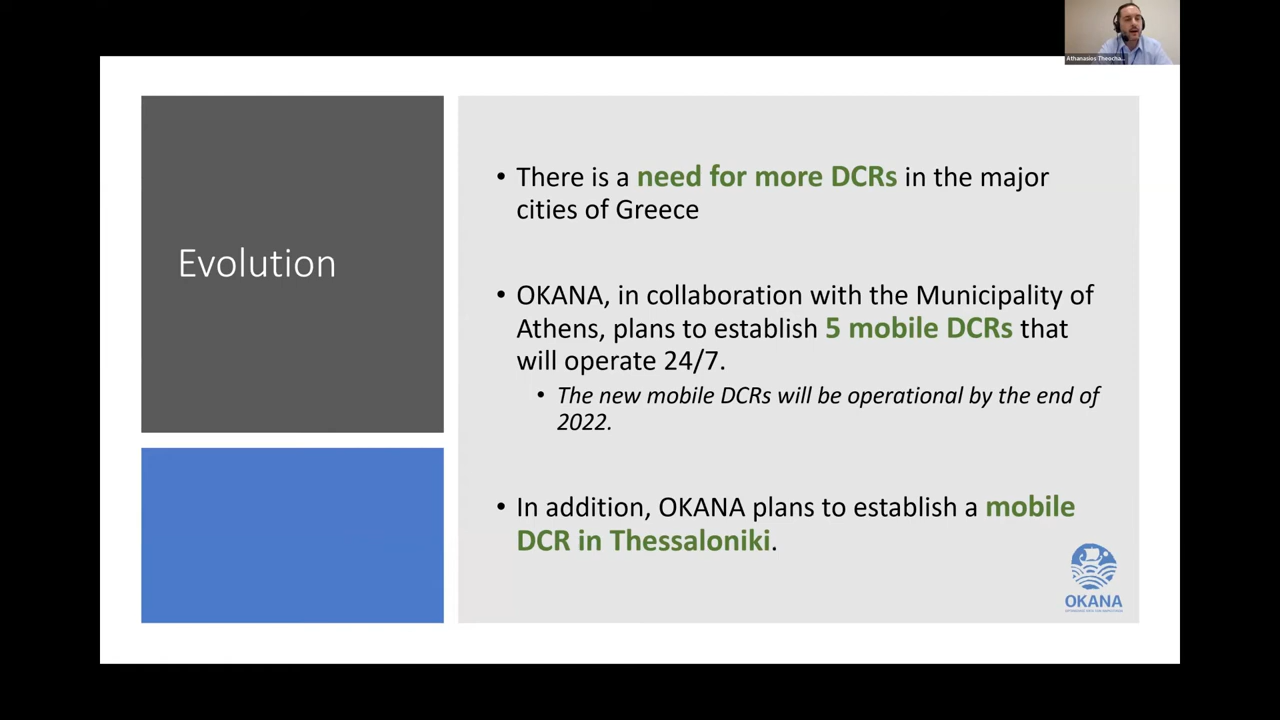 Athanasios Theocha...
Evolution
• There is a need for more DCRs in the major
cities of Greece
• OKANA, in collaboration with the Municipality of
Athens, plans to establish 5 mobile DCRs that
will operate 24/7.
• The new mobile DCRs will be operational by the end of
2022.
• In addition, OKANA plans to establish a mobile
DCR in Thessaloniki.
OKANA